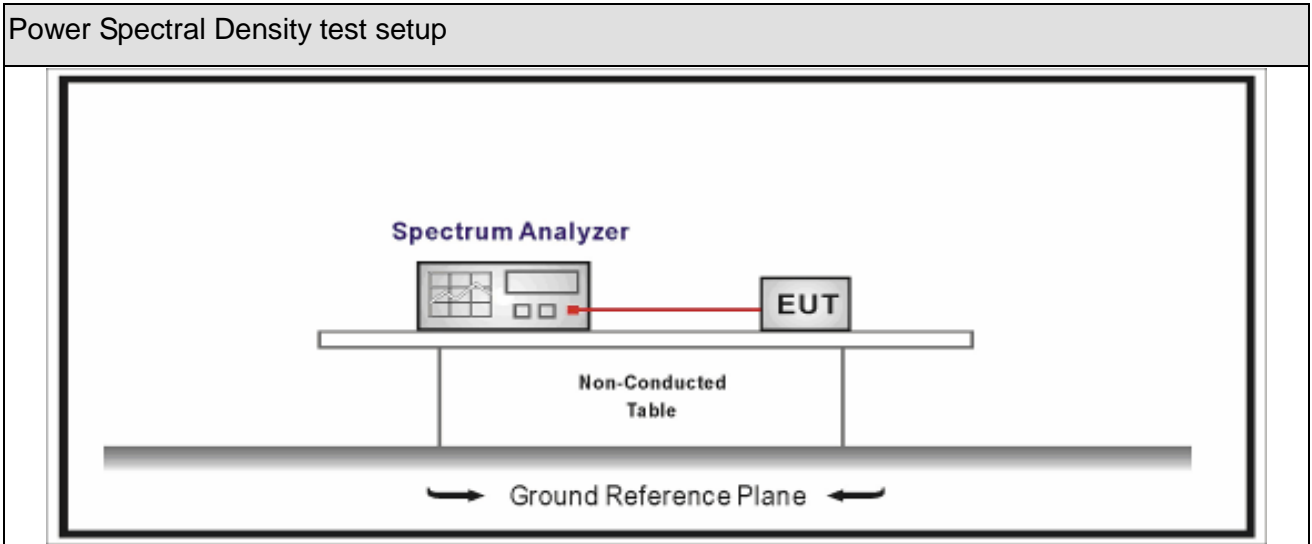 Power Spectral Density test setup
Spectrum Analyzer
EUT
Non-Conducted
Table
Ground Reference Plane